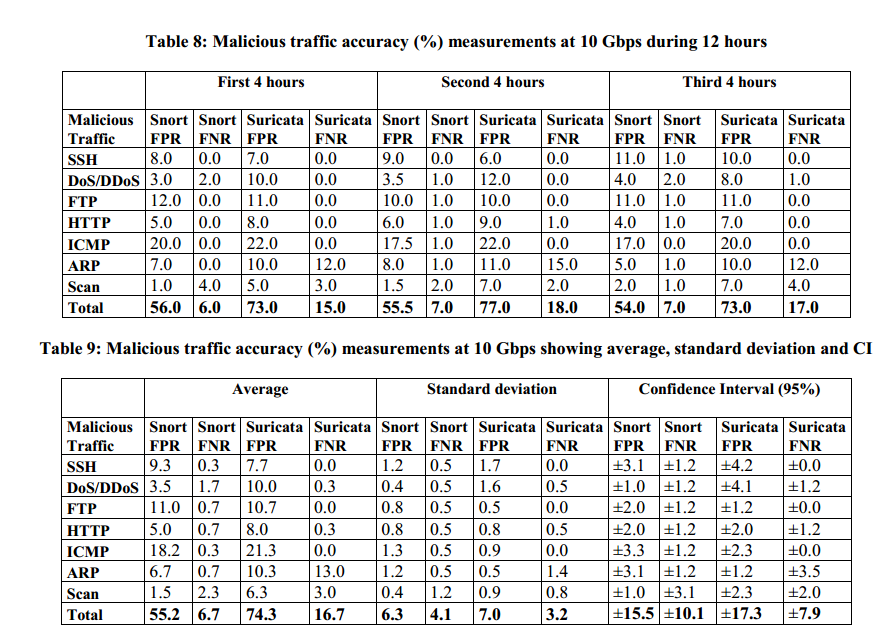 Table 8: Malicious traffic accuracy (%) measurements at 10 Gbps during 12 hours
First 4 hours Second 4 hours Third 4 hours
Malicious Snort Snort Suricata Suricata Snort Snort Suricata Suricata Snort Snort Suricata Suricata
Traffic FPR FNR FPR FNR FPR FNR FPR FNR FPR FNR FPR FNR
SSH 8.0 0.0 7.0 0.0 9.0 0.0 6.0 0.0 11.0 1.0 10.0 0.0
DoS/DDoS 3.0 2.0 10.0 0.0 3.5 1.0 12.0 0.0 4.0 2.0 8.0 1.0
FTP 12.0 0.0 11.0 0.0 10.0 1.0 10.0 0.0 11.0 1.0 11.0 0.0
HTTP 5.0 0.0 8.0 0.0 6.0 0.0 9.0 1.0 4.0 1.0 7.0 0.0
ICMP 20.0 0.0 22.0 0.0 17.5 1.0 22.0 0.0 17.0 0.0 20.0 0.0
ARP 7.0 0.0 10.0 12.0 8.0 1.0 11.0 15.0 5.0 1.0 10.0 12.0
Scan 1.0 4.0 5.0 3.0 1.5 2.0 7.0 2.0 2.0 1.0 7.0 4.0
Total 56.0 6.0 73.0 15.0 55.5 7.0 77.0 18.0 54.0 7.0 73.0 17.0
Table 9: Malicious traffic accuracy (%) measurements at 10 Gbps showing average, standard deviation and CI
Average Standard deviation Confidence Interval (95%)
Malicious Snort Snort Suricata Suricata Snort Snort Suricata Suricata Snort Snort Suricata Suricata
Traffic FPR FNR FPR FNR FPR FNR FPR FNR FPR FNR FPR FNR
SSH 9.3 0.3 7.7 0.0 1.2 0.5 1.7 0.0 ±3.1 ±1.2 ±4.2 ±0.0
DoS/DDoS 3.5 1.7 10.0 0.3 0.4 0.5 1.6 0.5 ±1.0 ±1.2 ±4.1 ±1.2
FTP 11.0 0.7 10.7 0.0 0.8 0.5 0.5 0.0 ±2.0 ±1.2 ±1.2 ±0.0
HTTP 5.0 0.7 8.0 0.3 0.8 0.5 0.8 0.5 ±2.0 ±1.2 ±2.0 ±1.2
ICMP 18.2 0.3 21.3 0.0 1.3 0.5 0.9 0.0 ±3.3 ±1.2 ±2.3 ±0.0
ARP 6.7 0.7 10.3 13.0 1.2 0.5 0.5 1.4 ±3.1 ±1.2 ±1.2 ±3.5
Scan 1.5 2.3 6.3 3.0 0.4 1.2 0.9 0.8 ±1.0 ±3.1 ±2.3 ±2.0
Total 55.2 6.7 74.3 16.7 6.3 4.1 7.0 3.2 ±15.5 ±10.1 ±17.3 ±7.9